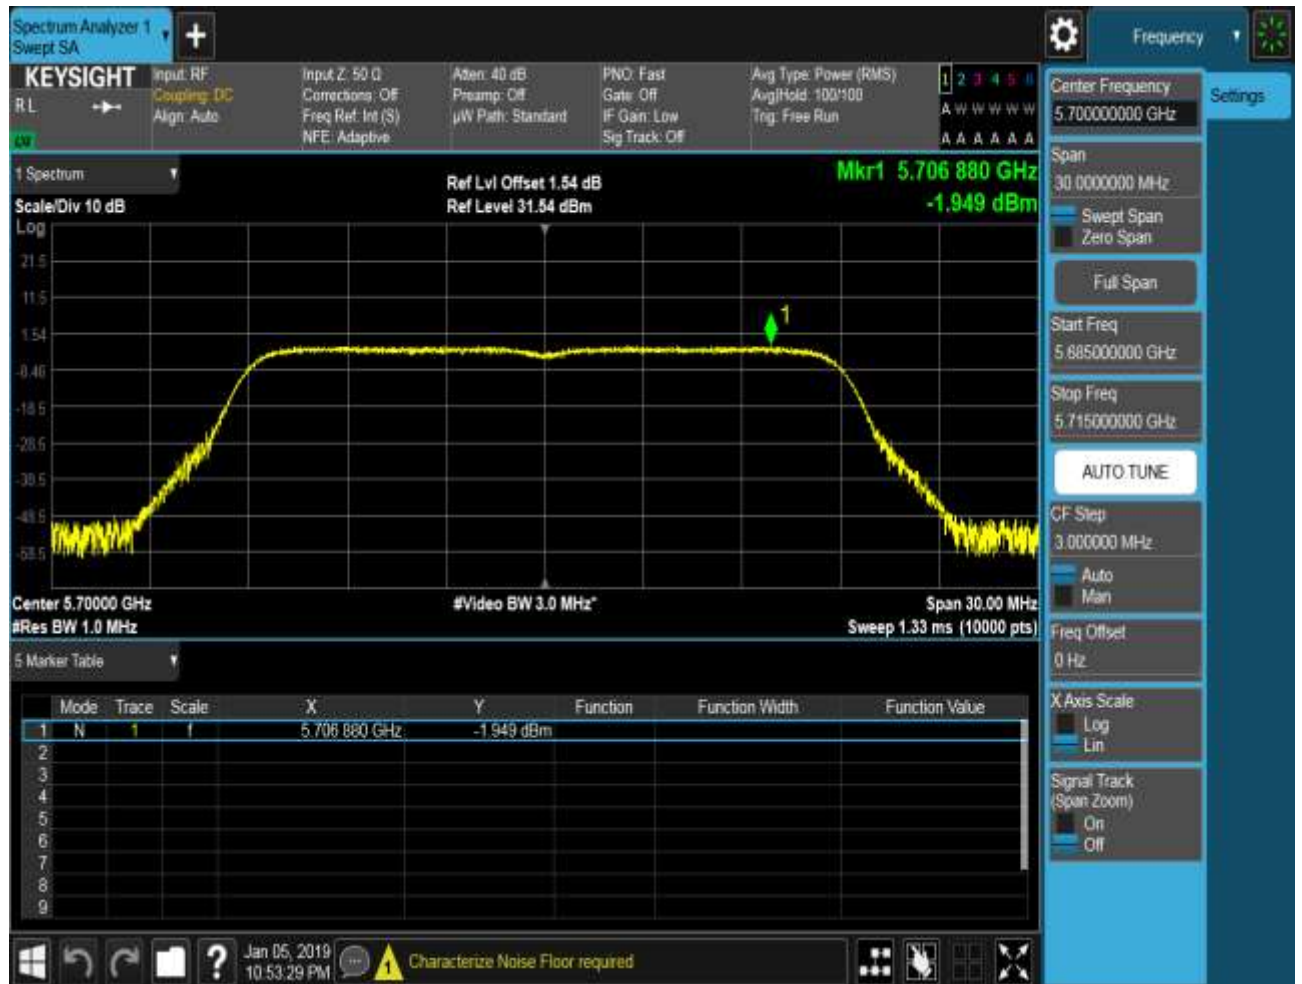 Spectrum Analyzer 1
Swept SA
Frequency
KEYSIGHT
RL
Input: RF
Coupling: DC
Align: Auto
Input Z: 50 Ω
Corrections: Off
Freq Ref: Int (S)
NFE: Adaptive
Atten: 40 dB
Preamp: Off
µW Path: Standard
PNO: Fast
Gate: Off
IF Gain: Low
Sig Track: Off
Avg Type: Power (RMS)
Avg|Hold: 100/100
Trig: Free Run
1 2 3 4 5 6
A W W W W W
A A A A A A
1 Spectrum
Scale/Div 10 dB
Log
Ref Lvl Offset 1.54 dB
Ref Level 31.54 dBm
Mkr1 5.706 880 GHz
-1.949 dBm
21.5
11.5
1.54
-8.46
-18.5
-28.5
-38.5
-48.5
-58.5
1
Center 5.70000 GHz
#Res BW 1.0 MHz
#Video BW 3.0 MHz*
Span 30.00 MHz
Sweep 1.33 ms (10000 pts)
5 Marker Table
Mode Trace Scale X Y Function Function Width Function Value
1 N 1 f 5.706 880 GHz -1.949 dBm
2
3
4
5
6
7
8
9
Jan 05, 2019
10:53:29 PM
1
Characterize Noise Floor required
Center Frequency
5.700000000 GHz
Settings
Span
30.0000000 MHz
Swept Span
Zero Span
Full Span
Start Freq
5.685000000 GHz
Stop Freq
5.715000000 GHz
AUTO TUNE
CF Step
3.000000 MHz
Auto
Man
Freq Offset
0 Hz
X Axis Scale
Log
Lin
Signal Track
(Span Zoom)
On
Off